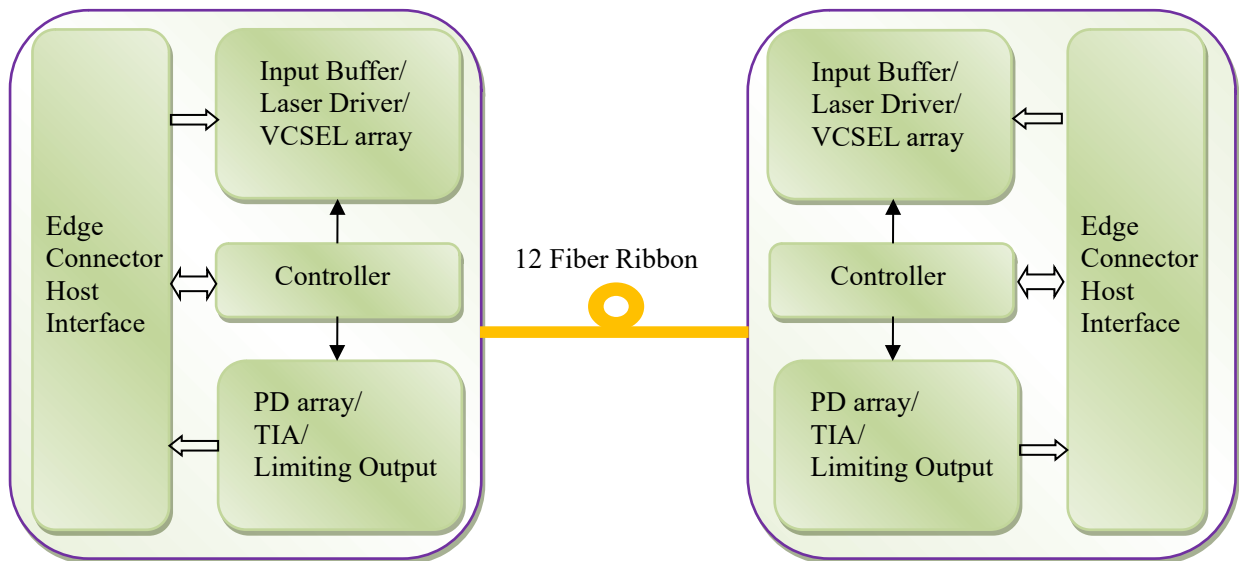 Edge
Connector
Host
Interface
Input Buffer/
Laser Driver/
VCSEL array
Controller
PD array/
TIA/
Limiting Output
12 Fiber Ribbon
Input Buffer/
Laser Driver/
VCSEL array
Controller
PD array/
TIA/
Limiting Output
Edge
Connector
Host
Interface